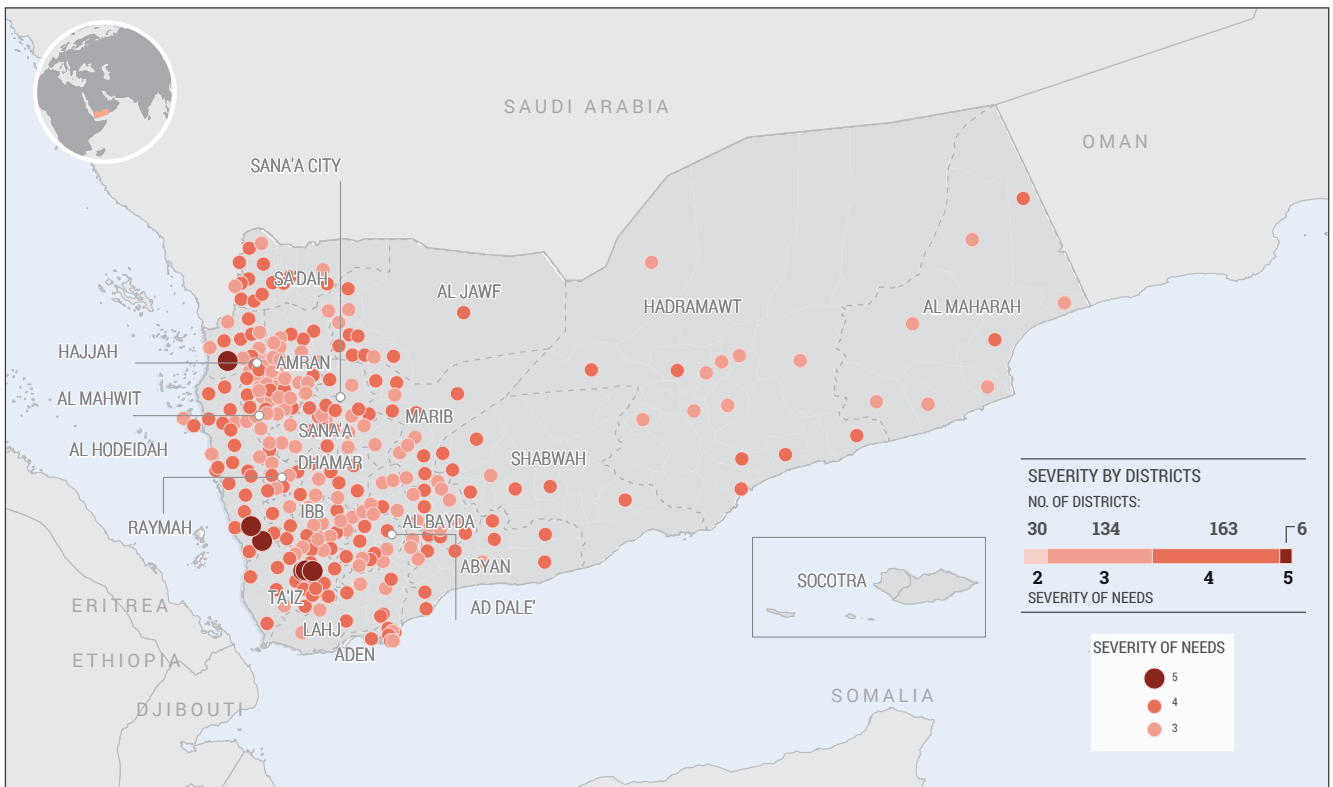 SAUDI ARABIA
OMAN
SANA'A CITY
SA'DAH
AL JAWF
HADRAMAWT
AL MAHARAH
HAJJAH
AMRAN
AL MAHWIT
MARIB
SANA'A
AL HODEIDAH
DHAMAR
SHABWAH
RAYMAH
IBB
AL BAYDA
ABYAN
SOCOTRA
TA'IZ
AD DALE'
LAHJ
ADEN
ERITREA
ETHIOPIA
DJIBOUTI
SOMALIA
SEVERITY BY DISTRICTS
NO. OF DISTRICTS:
30 134 163 6
2 3 4 5
SEVERITY OF NEEDS
SEVERITY OF NEEDS
5
4
3